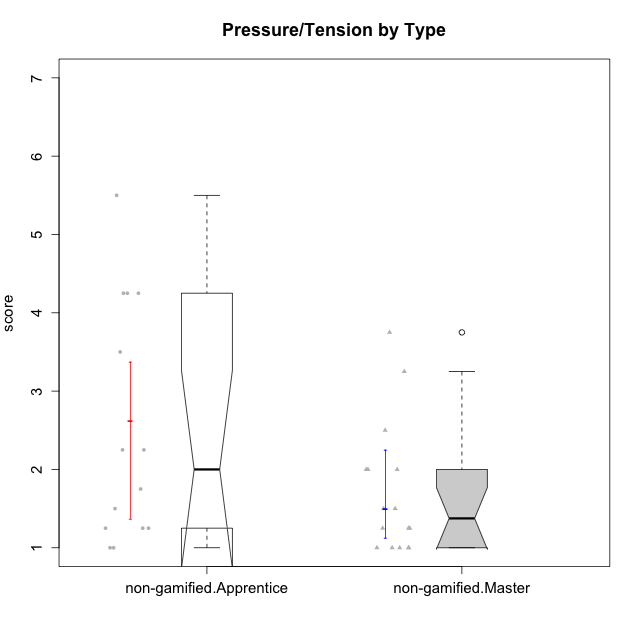 Pressure/Tension by Type
7
6
5
4
3
2
1
score
non-gamified.Apprentice
non-gamified.Master